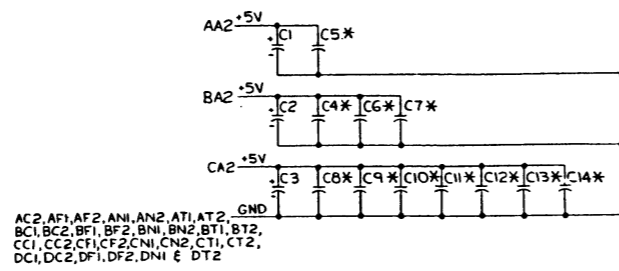 AA2 +5V
+ C1 C5*
-
BA2 +5V
+ C2 C4* C6* C7*
-
CA2 +5V
+ C3 C8* C9* C10* C11* C12* C13* C14*
-
AC2, AF1, AF2, AN1, AN2, AT1, AT2, GND
BC1, BC2, BF1, BF2, BN1, BN2, BT1, BT2,
CC1, CC2, CF1, CF2, CN1, CN2, CT1, CT2,
DC1, DC2, DF1, DF2, DN1 & DT2